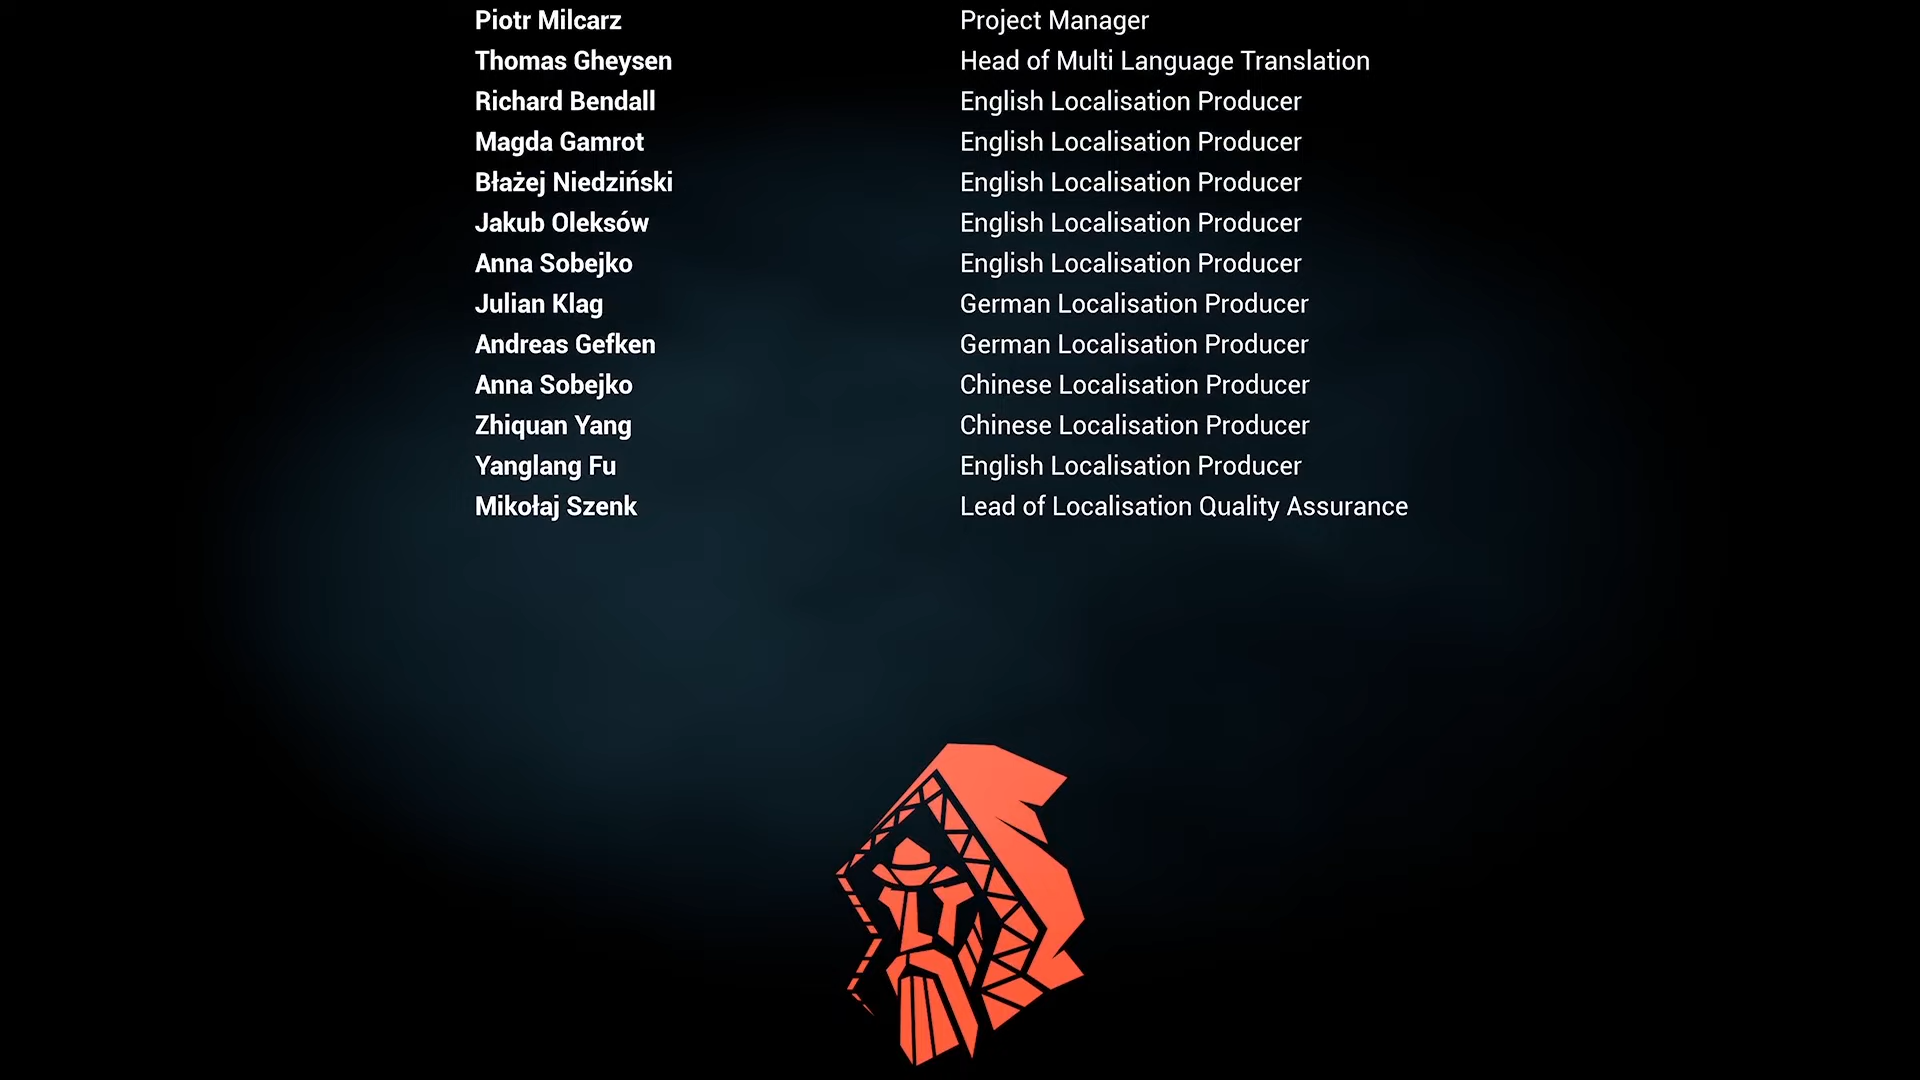 Piotr Milcarz Project Manager
Thomas Gheysen Head of Multi Language Translation
Richard Bendall English Localisation Producer
Magda Gamrot English Localisation Producer
Błażej Niedziński English Localisation Producer
Jakub Oleksów English Localisation Producer
Anna Sobejko English Localisation Producer
Julian Klag German Localisation Producer
Andreas Gefken German Localisation Producer
Anna Sobejko Chinese Localisation Producer
Zhiquan Yang Chinese Localisation Producer
Yanglang Fu English Localisation Producer
Mikołaj Szenk Lead of Localisation Quality Assurance